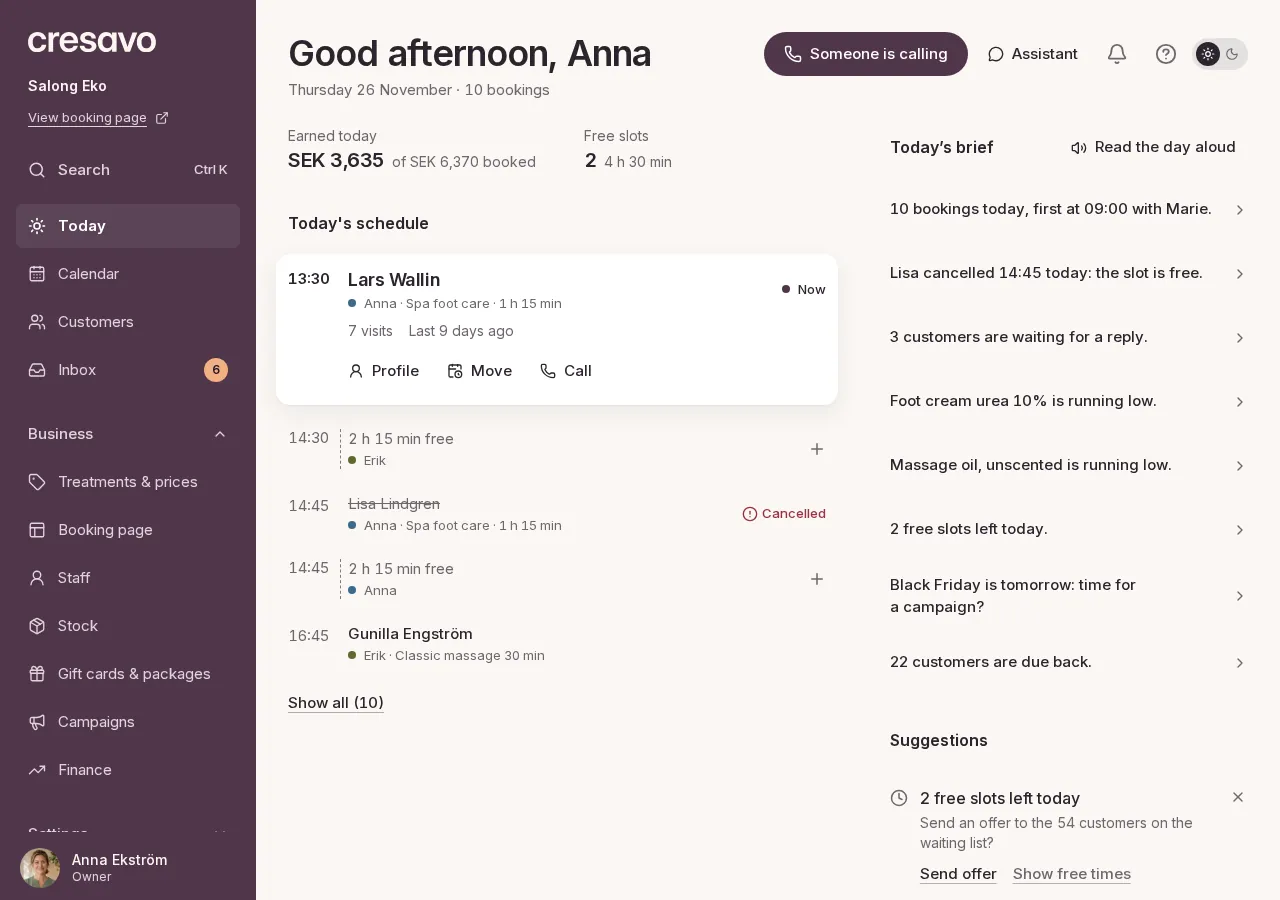 cresavo
Salong Eko
View booking page
Search Ctrl K
Today
Calendar
Customers
Inbox 6
Business
Treatments & prices
Booking page
Staff
Stock
Gift cards & packages
Campaigns
Finance
Settings
Anna Ekström
Owner
Good afternoon, Anna
Thursday 26 November · 10 bookings
Someone is calling
Assistant
Earned today
SEK 3,635 of SEK 6,370 booked
Free slots
2 4 h 30 min
Today's schedule
13:30 Lars Wallin
Anna · Spa foot care · 1 h 15 min
Now
7 visits Last 9 days ago
Profile Move Call
14:30 2 h 15 min free
Erik
14:45 Lisa Lindgren
Anna · Spa foot care · 1 h 15 min
Cancelled
14:45 2 h 15 min free
Anna
16:45 Gunilla Engström
Erik · Classic massage 30 min
Show all (10)
Today’s brief
Read the day aloud
10 bookings today, first at 09:00 with Marie.
Lisa cancelled 14:45 today: the slot is free.
3 customers are waiting for a reply.
Foot cream urea 10% is running low.
Massage oil, unscented is running low.
2 free slots left today.
Black Friday is tomorrow: time for
a campaign?
22 customers are due back.
Suggestions
2 free slots left today
Send an offer to the 54 customers on the
waiting list?
Send offer Show free times